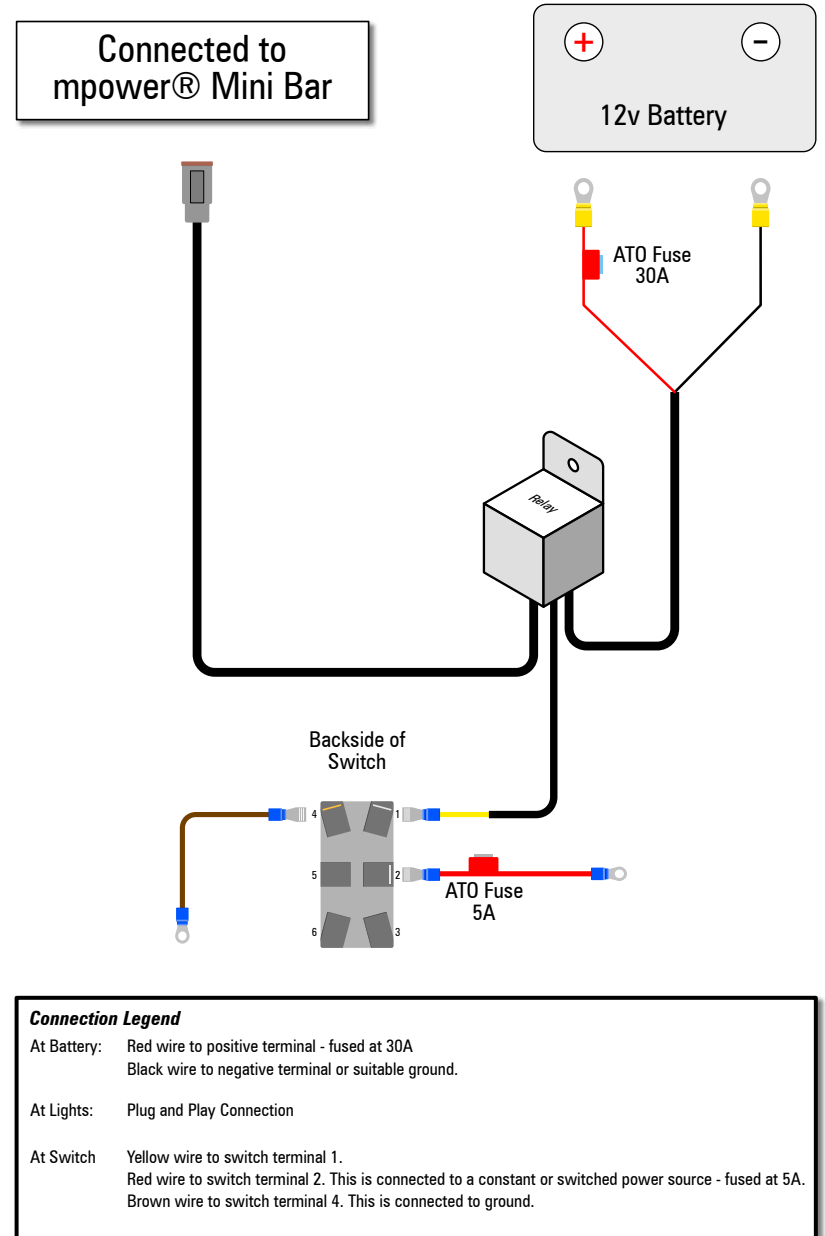 Connected to
mpower® Mini Bar
+
-
12v Battery
ATO Fuse
30A
Relay
Backside of
Switch
4
1
5
2
6
3
ATO Fuse
5A
Connection Legend
At Battery: Red wire to positive terminal - fused at 30A
Black wire to negative terminal or suitable ground.
At Lights: Plug and Play Connection
At Switch Yellow wire to switch terminal 1.
Red wire to switch terminal 2. This is connected to a constant or switched power source - fused at 5A.
Brown wire to switch terminal 4. This is connected to ground.